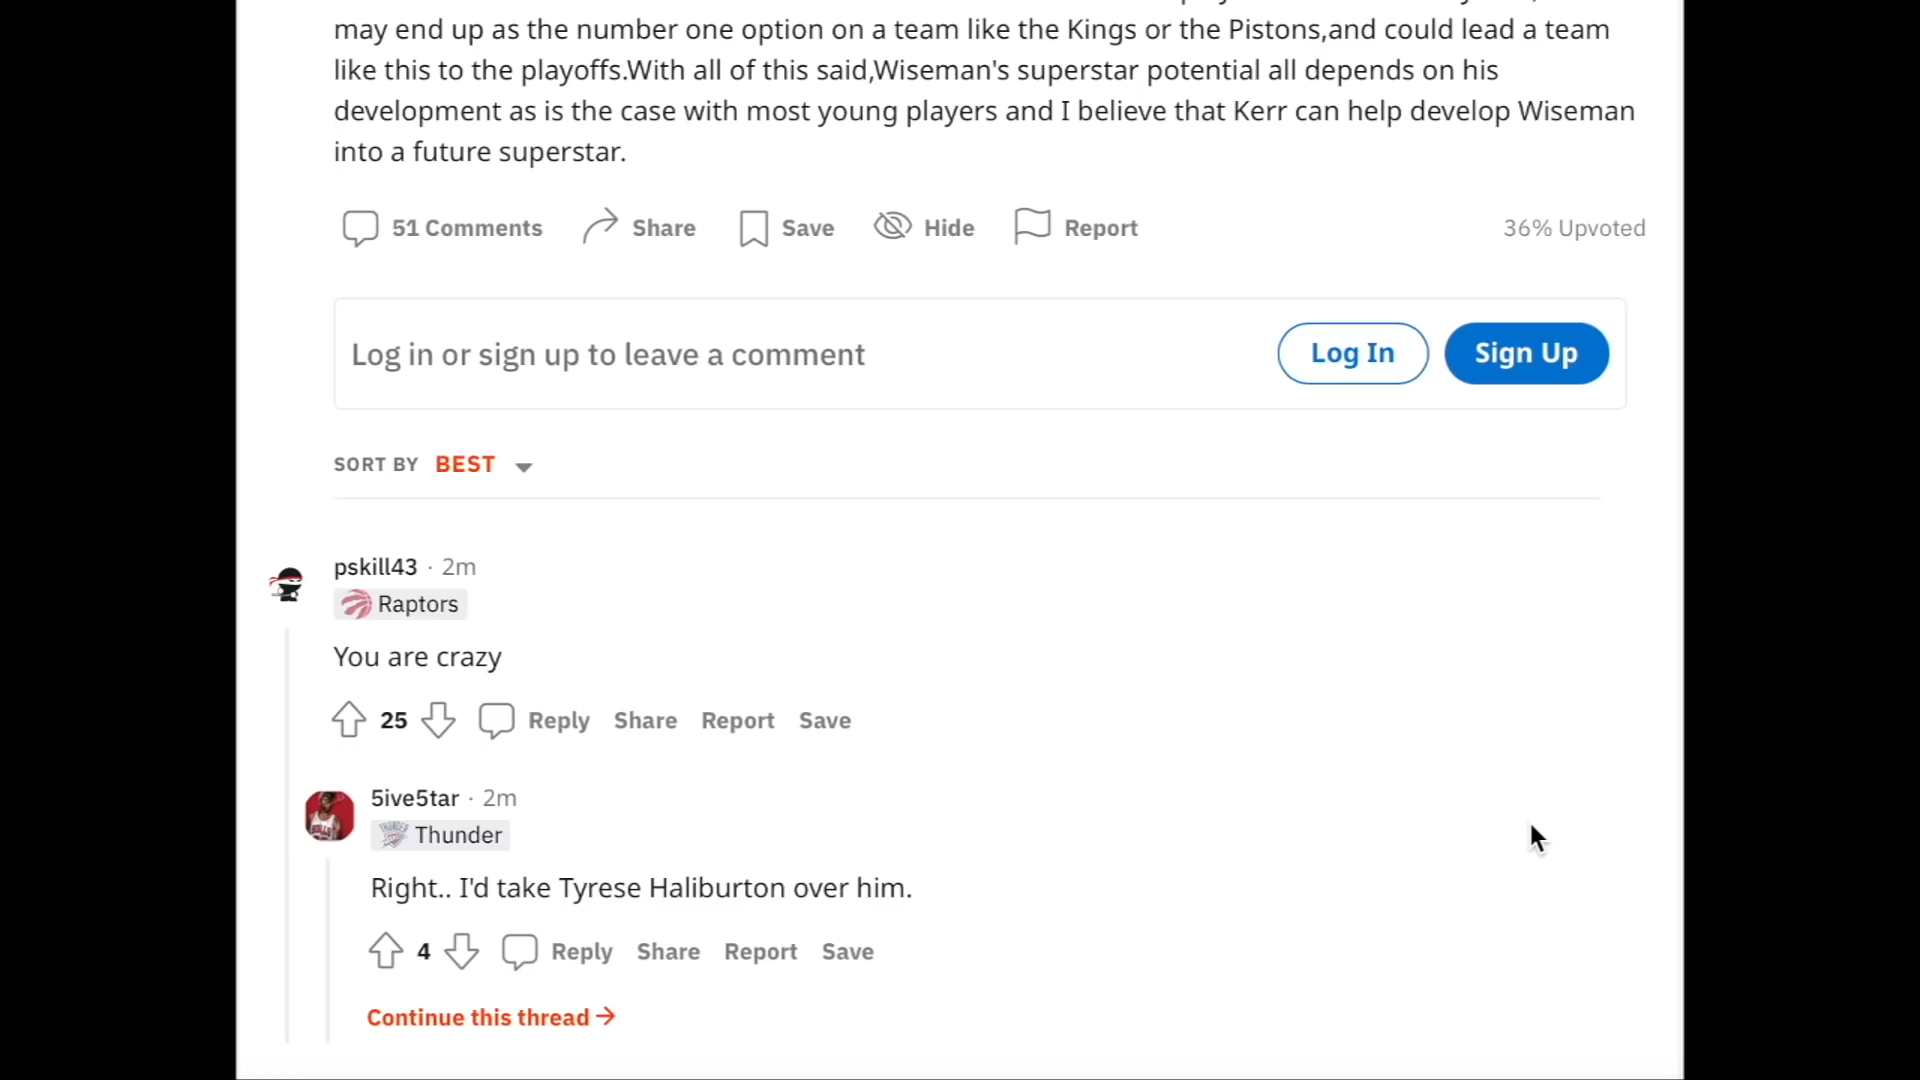 may end up as the number one option on a team like the Kings or the Pistons,and could lead a team
like this to the playoffs.With all of this said,Wiseman's superstar potential all depends on his
development as is the case with most young players and I believe that Kerr can help develop Wiseman
into a future superstar.
51 Comments Share Save Hide Report 36% Upvoted
Log in or sign up to leave a comment Log In Sign Up
SORT BY BEST
pskill43 · 2m
Raptors
You are crazy
25 Reply Share Report Save
5ive5tar · 2m
Thunder
Right.. I'd take Tyrese Haliburton over him.
4 Reply Share Report Save
Continue this thread →